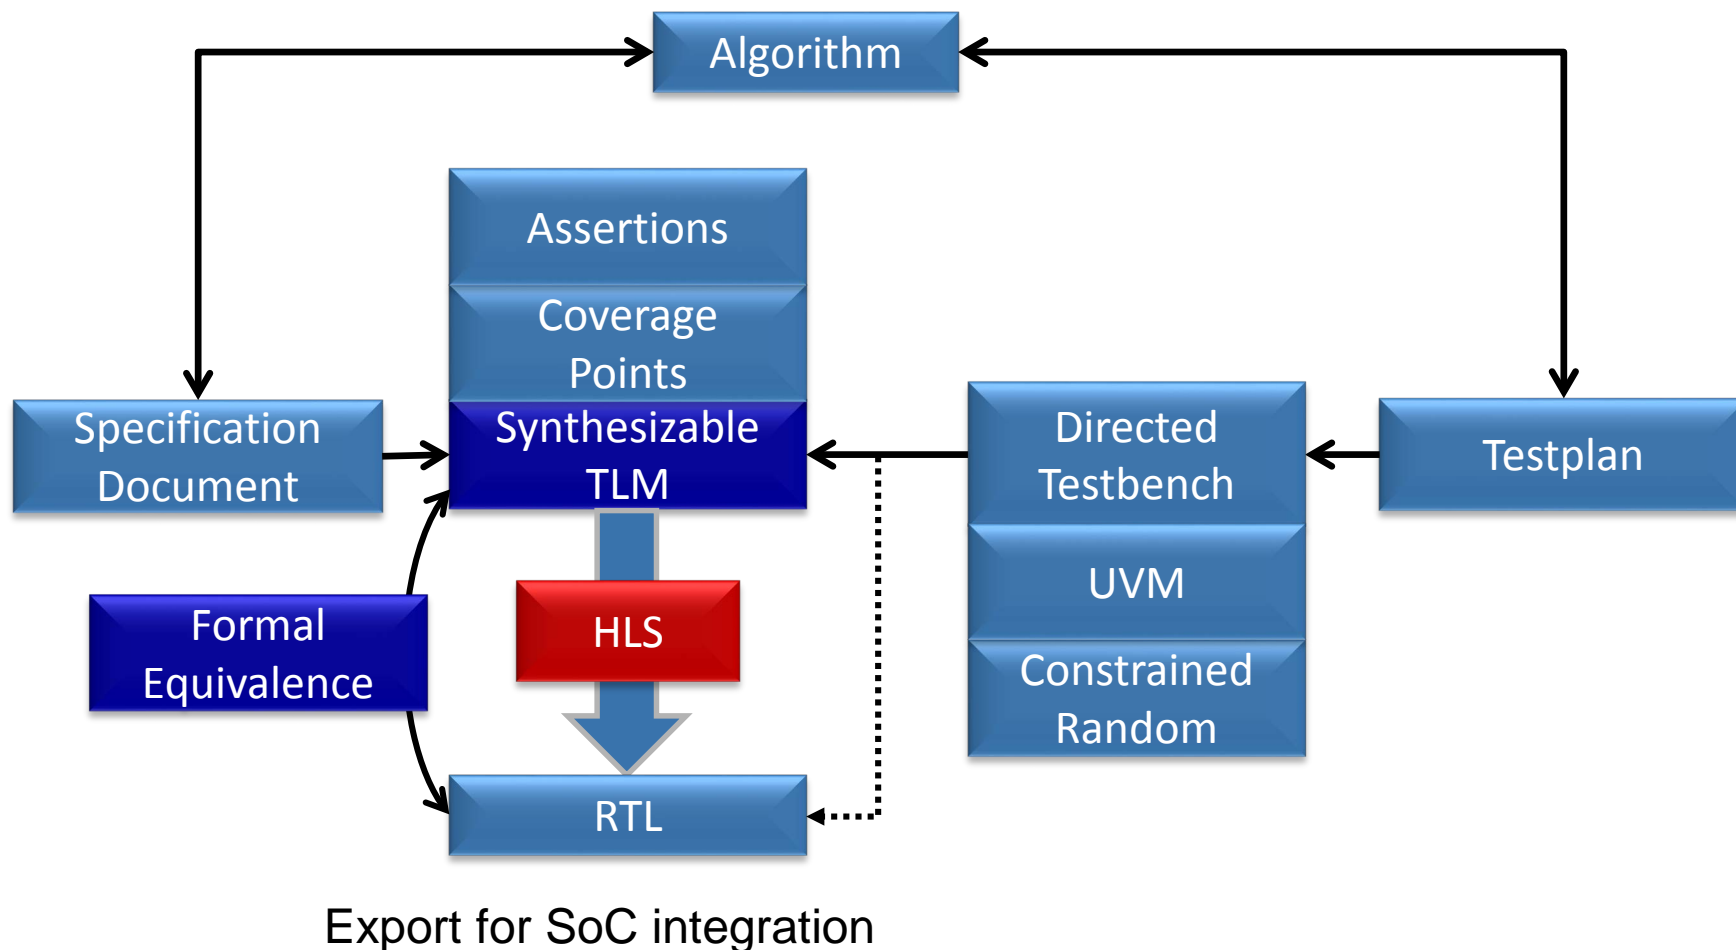 Algorithm
Assertions
Coverage
Points
Specification
Document
Synthesizable
TLM
Directed
Testbench
Testplan
UVM
Formal
Equivalence
HLS
Constrained
Random
RTL
Export for SoC integration